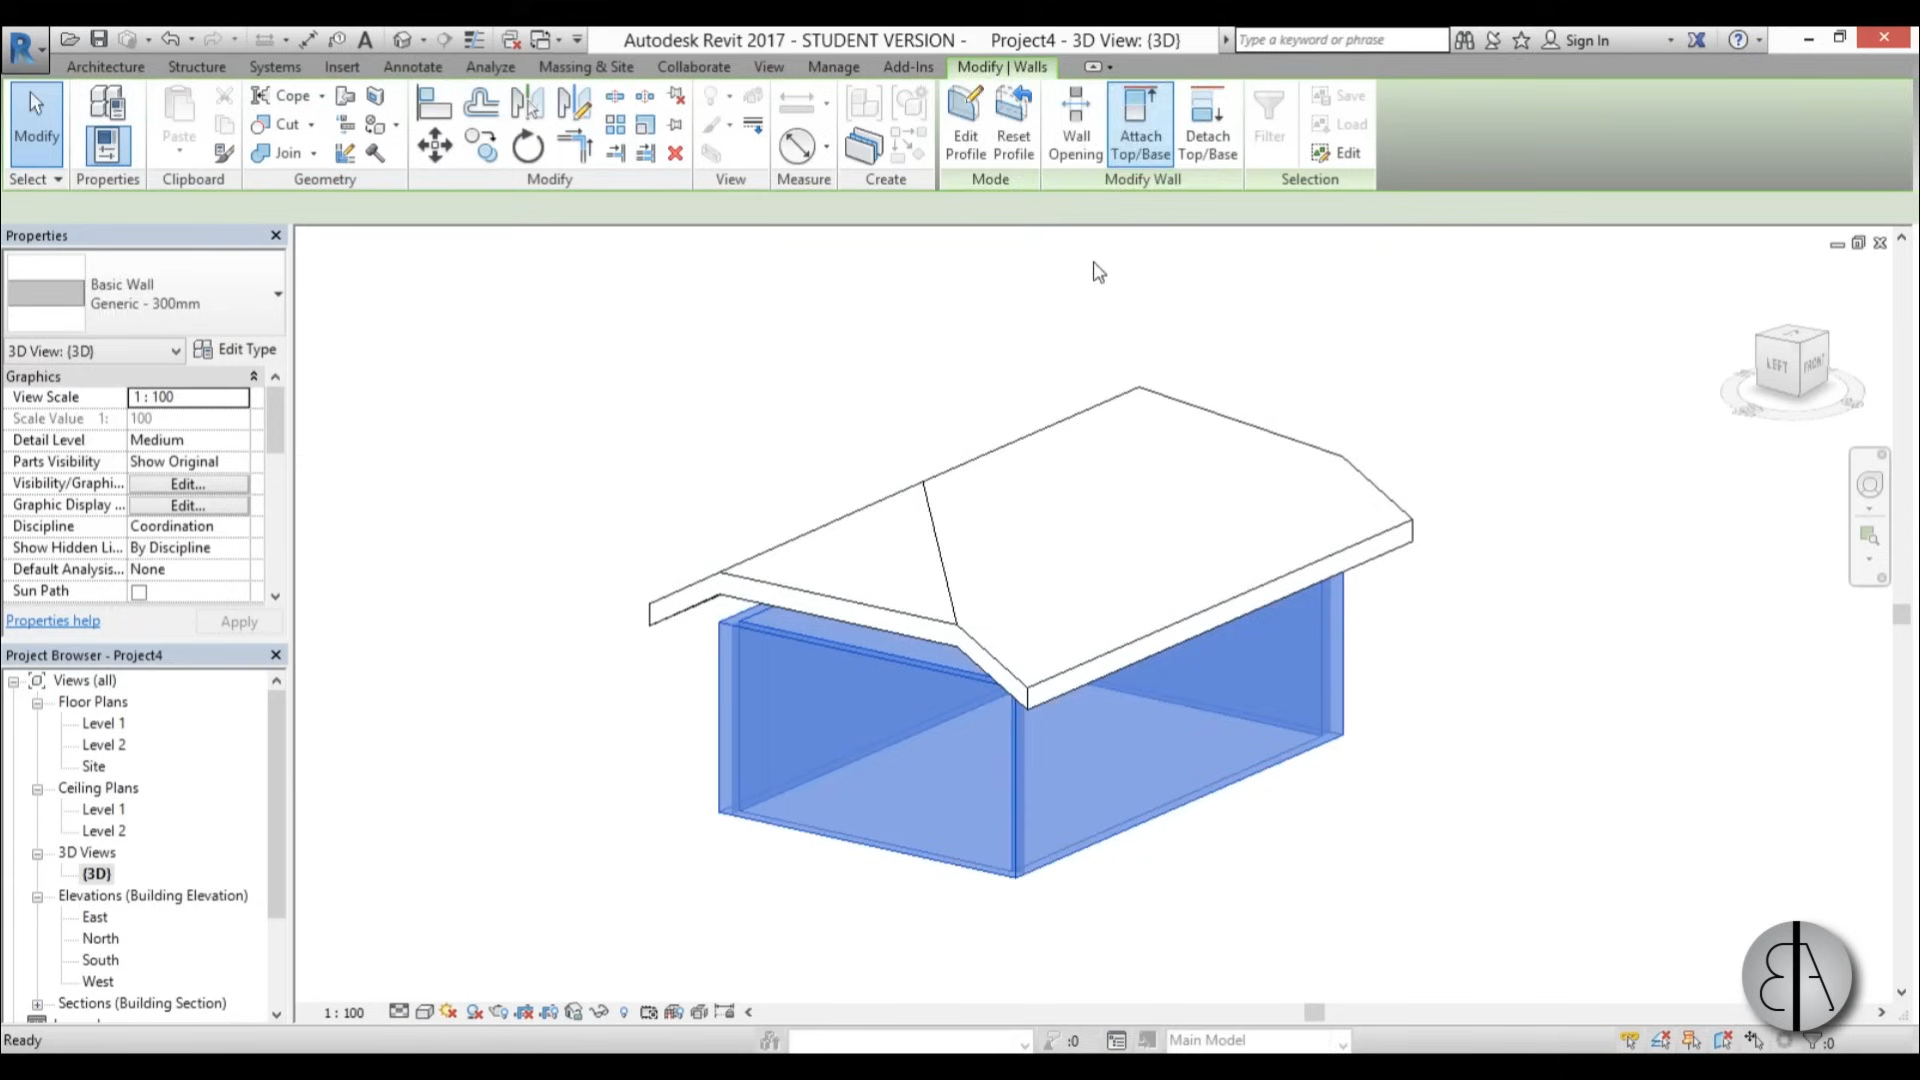 Autodesk Revit 2017 - STUDENT VERSION - Project4 - 3D View: {3D}
Type a keyword or phrase
Sign In
Architecture Structure Systems Insert Annotate Analyze Massing & Site Collaborate View Manage Add-Ins Modify | Walls
Modify
Paste
Cope
Cut
Join
Edit Profile
Reset Profile
Wall Opening
Attach Top/Base
Detach Top/Base
Filter
Save
Load
Edit
Select Properties Clipboard Geometry Modify View Measure Create Mode Modify Wall Selection
Properties
Basic Wall
Generic - 300mm
3D View: {3D} Edit Type
Graphics
View Scale 1 : 100
Scale Value 1: 100
Detail Level Medium
Parts Visibility Show Original
Visibility/Graphi... Edit...
Graphic Display ... Edit...
Discipline Coordination
Show Hidden Li... By Discipline
Default Analysis... None
Sun Path
Properties help Apply
Project Browser - Project4
Views (all)
Floor Plans
Level 1
Level 2
Site
Ceiling Plans
Level 1
Level 2
3D Views
{3D}
Elevations (Building Elevation)
East
North
South
West
Sections (Building Section)
LEFT FRONT
1 : 100
Ready
:0
Main Model
:0